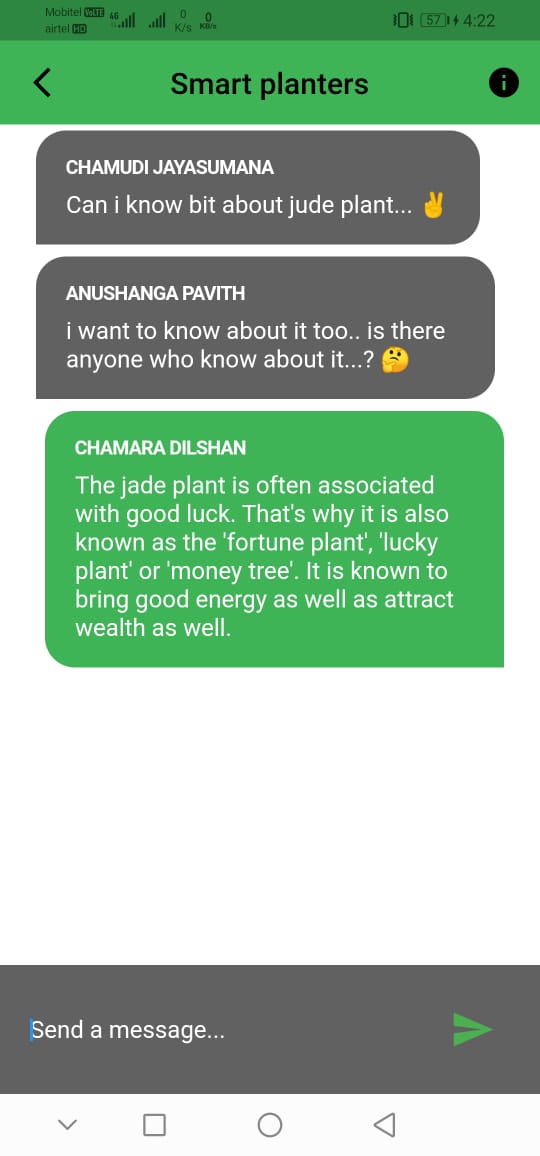 Mobitel VoLTE 4G 0 0 57 4:22
airtel HD K/s KB/s
Smart planters
CHAMUDI JAYASUMANA
Can i know bit about jude plant... ✌
ANUSHANGA PAVITH
i want to know about it too.. is there
anyone who know about it...? 🤔
CHAMARA DILSHAN
The jade plant is often associated
with good luck. That's why it is also
known as the 'fortune plant', 'lucky
plant' or 'money tree'. It is known to
bring good energy as well as attract
wealth as well.
Send a message...